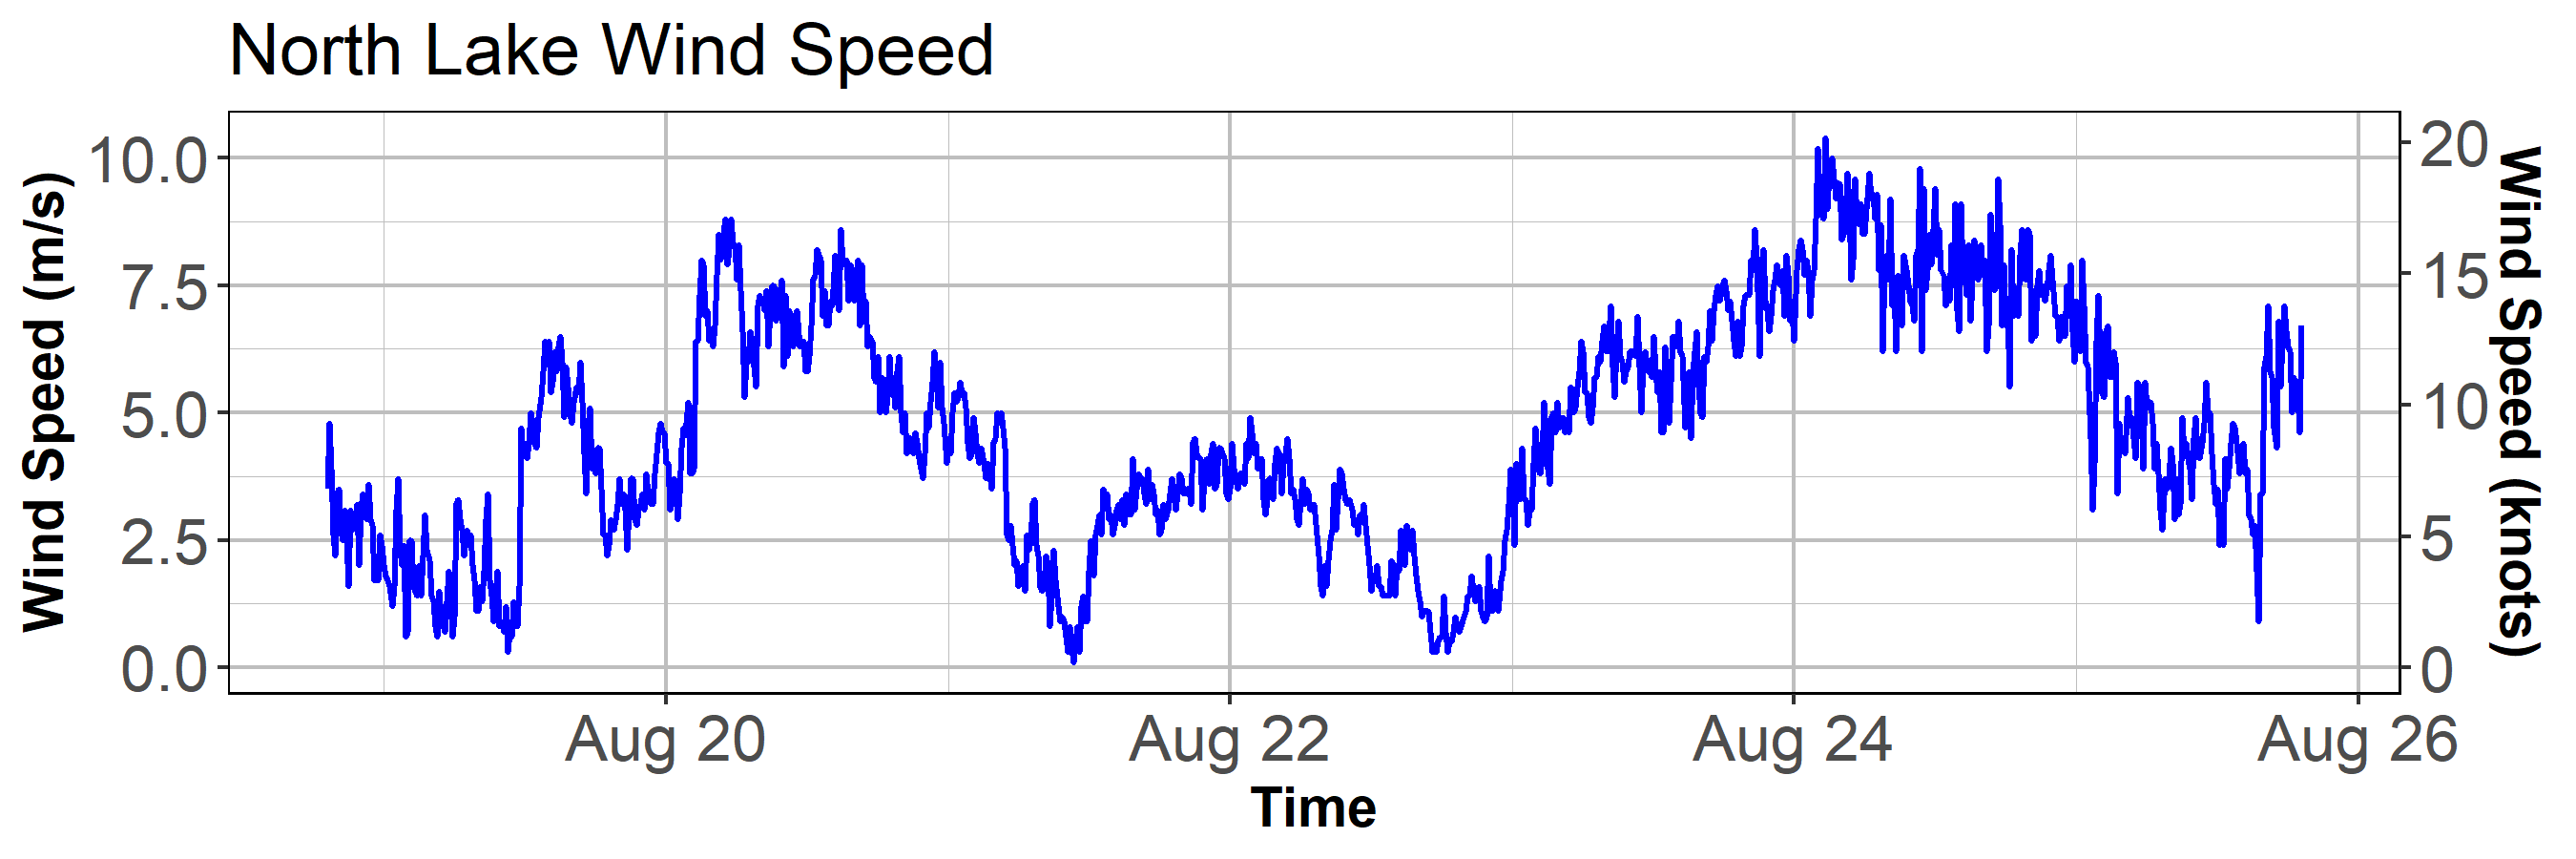 North Lake Wind Speed
Wind Speed (m/s)
10.0
7.5
5.0
2.5
0.0
20
15
10
5
0
Wind Speed (knots)
Aug 20
Aug 22
Aug 24
Aug 26
Time